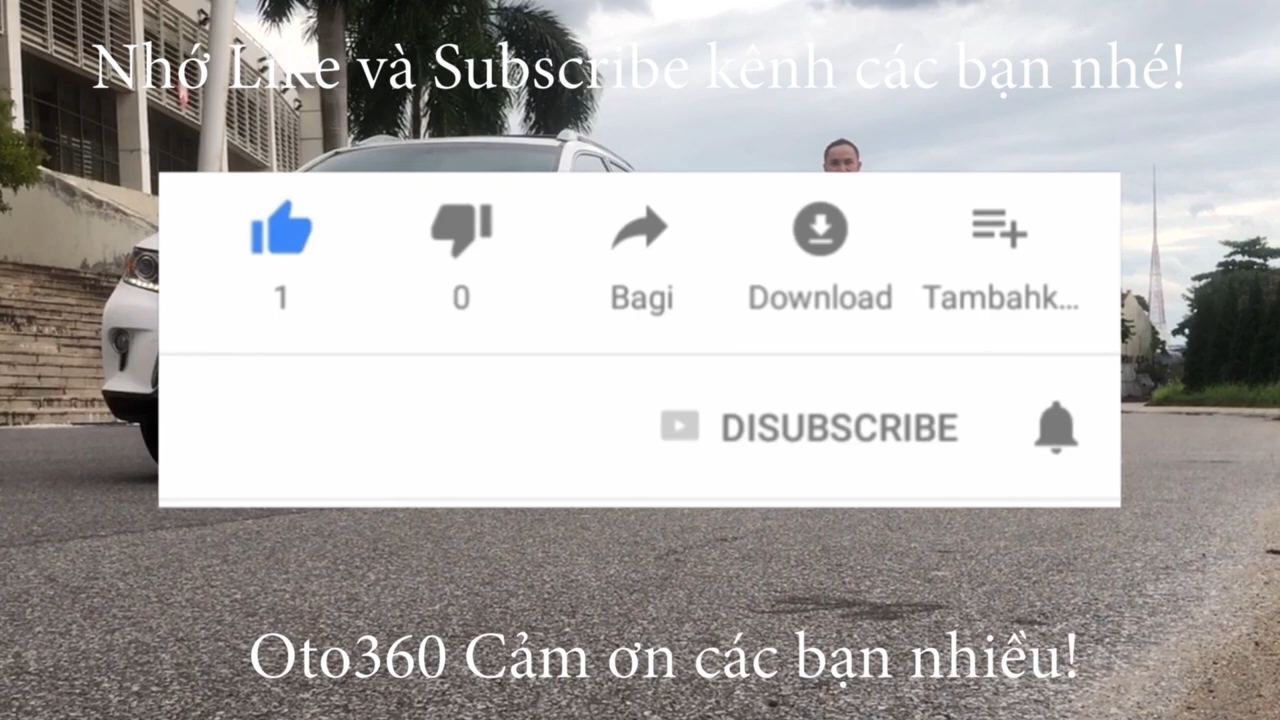 Nhớ Like và Subscribe kênh các bạn nhé!
1 0 Bagi Download Tambahk...
DISUBSCRIBE
Oto360 Cảm ơn các bạn nhiều!